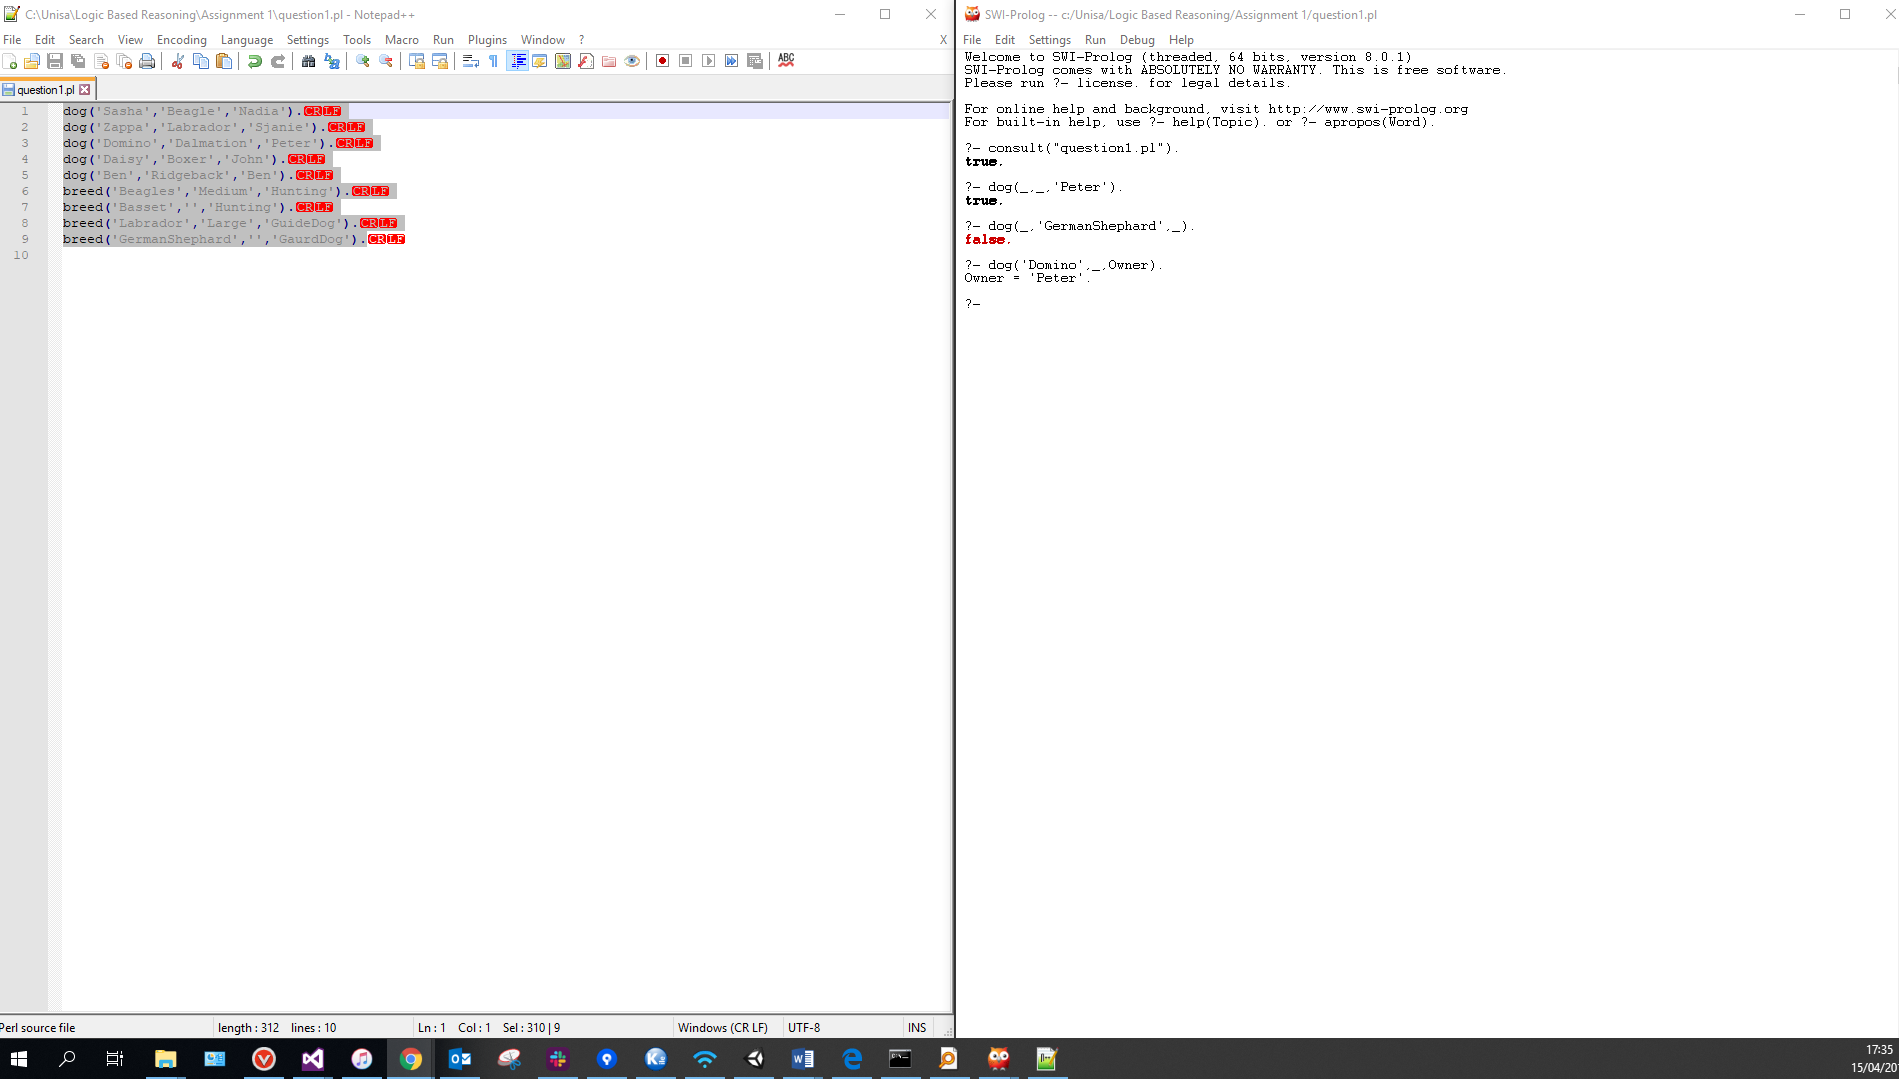 C:\Unisa\Logic Based Reasoning\Assignment 1\question1.pl - Notepad++
File Edit Search View Encoding Language Settings Tools Macro Run Plugins Window ? X
ABC
question1.pl
1 dog('Sasha','Beagle','Nadia').CRLF
2 dog('Zappa','Labrador','Sjanie').CRLF
3 dog('Domino','Dalmation','Peter').CRLF
4 dog('Daisy','Boxer','John').CRLF
5 dog('Ben','Ridgeback','Ben').CRLF
6 breed('Beagles','Medium','Hunting').CRLF
7 breed('Basset','','Hunting').CRLF
8 breed('Labrador','Large','GuideDog').CRLF
9 breed('GermanShephard','','GaurdDog').CRLF
10
Perl source file length : 312 lines : 10 Ln : 1 Col : 1 Sel : 310 | 9 Windows (CR LF) UTF-8 INS
SWI-Prolog -- c:/Unisa/Logic Based Reasoning/Assignment 1/question1.pl
File Edit Settings Run Debug Help
Welcome to SWI-Prolog (threaded, 64 bits, version 8.0.1)
SWI-Prolog comes with ABSOLUTELY NO WARRANTY. This is free software.
Please run ?- license. for legal details.
For online help and background, visit http://www.swi-prolog.org
For built-in help, use ?- help(Topic). or ?- apropos(Word).
?- consult("question1.pl").
true.
?- dog(_,_,'Peter').
true.
?- dog(_,'GermanShephard',_).
false.
?- dog('Domino',_,Owner).
Owner = 'Peter'.
?-
17:35
15/04/20